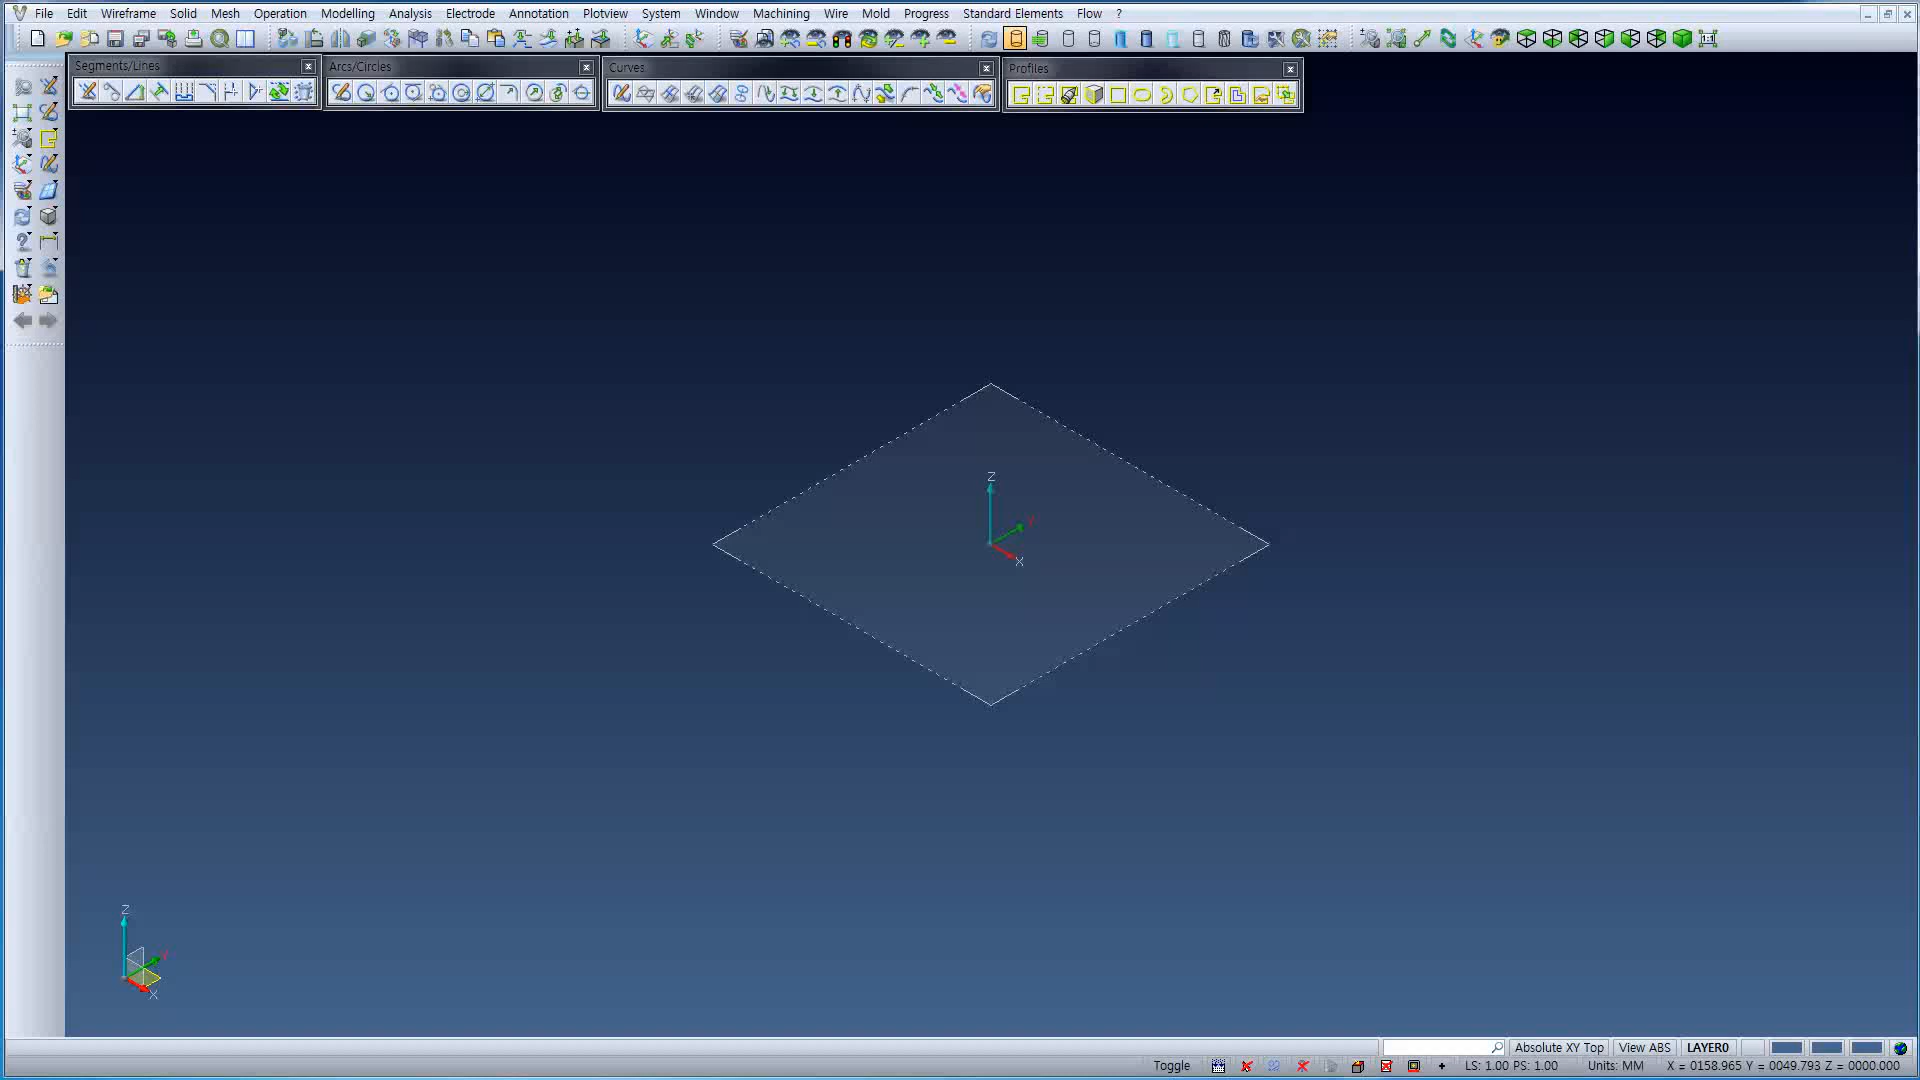 File Edit Wireframe Solid Mesh Operation Modelling Analysis Electrode Annotation Plotview System Window Machining Wire Mold Progress Standard Elements Flow ?
Segments/Lines
Arcs/Circles
Curves
Profiles
Z
Y
X
Z
Y
X
Absolute XY Top View ABS LAYER0
Toggle LS: 1.00 PS: 1.00 Units: MM X = 0158.965 Y = 0049.793 Z = 0000.000